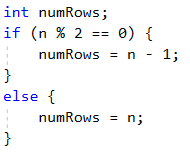 int numRows;
if (n % 2 == 0) {
    numRows = n - 1;
}
else {
    numRows = n;
}